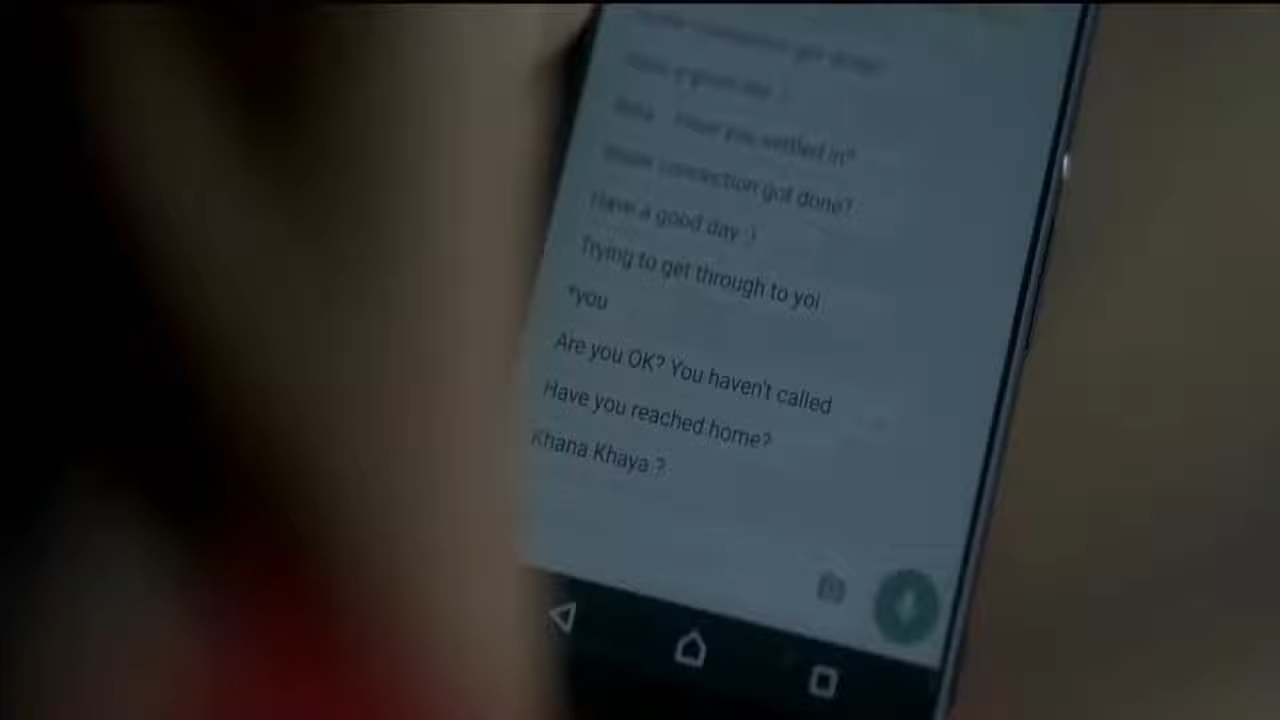 Have you settled in?
connection got done?
Have a good day :)
Trying to get through to yoi
*you
Are you OK? You haven't called
Have you reached home?
Khana Khaya ?